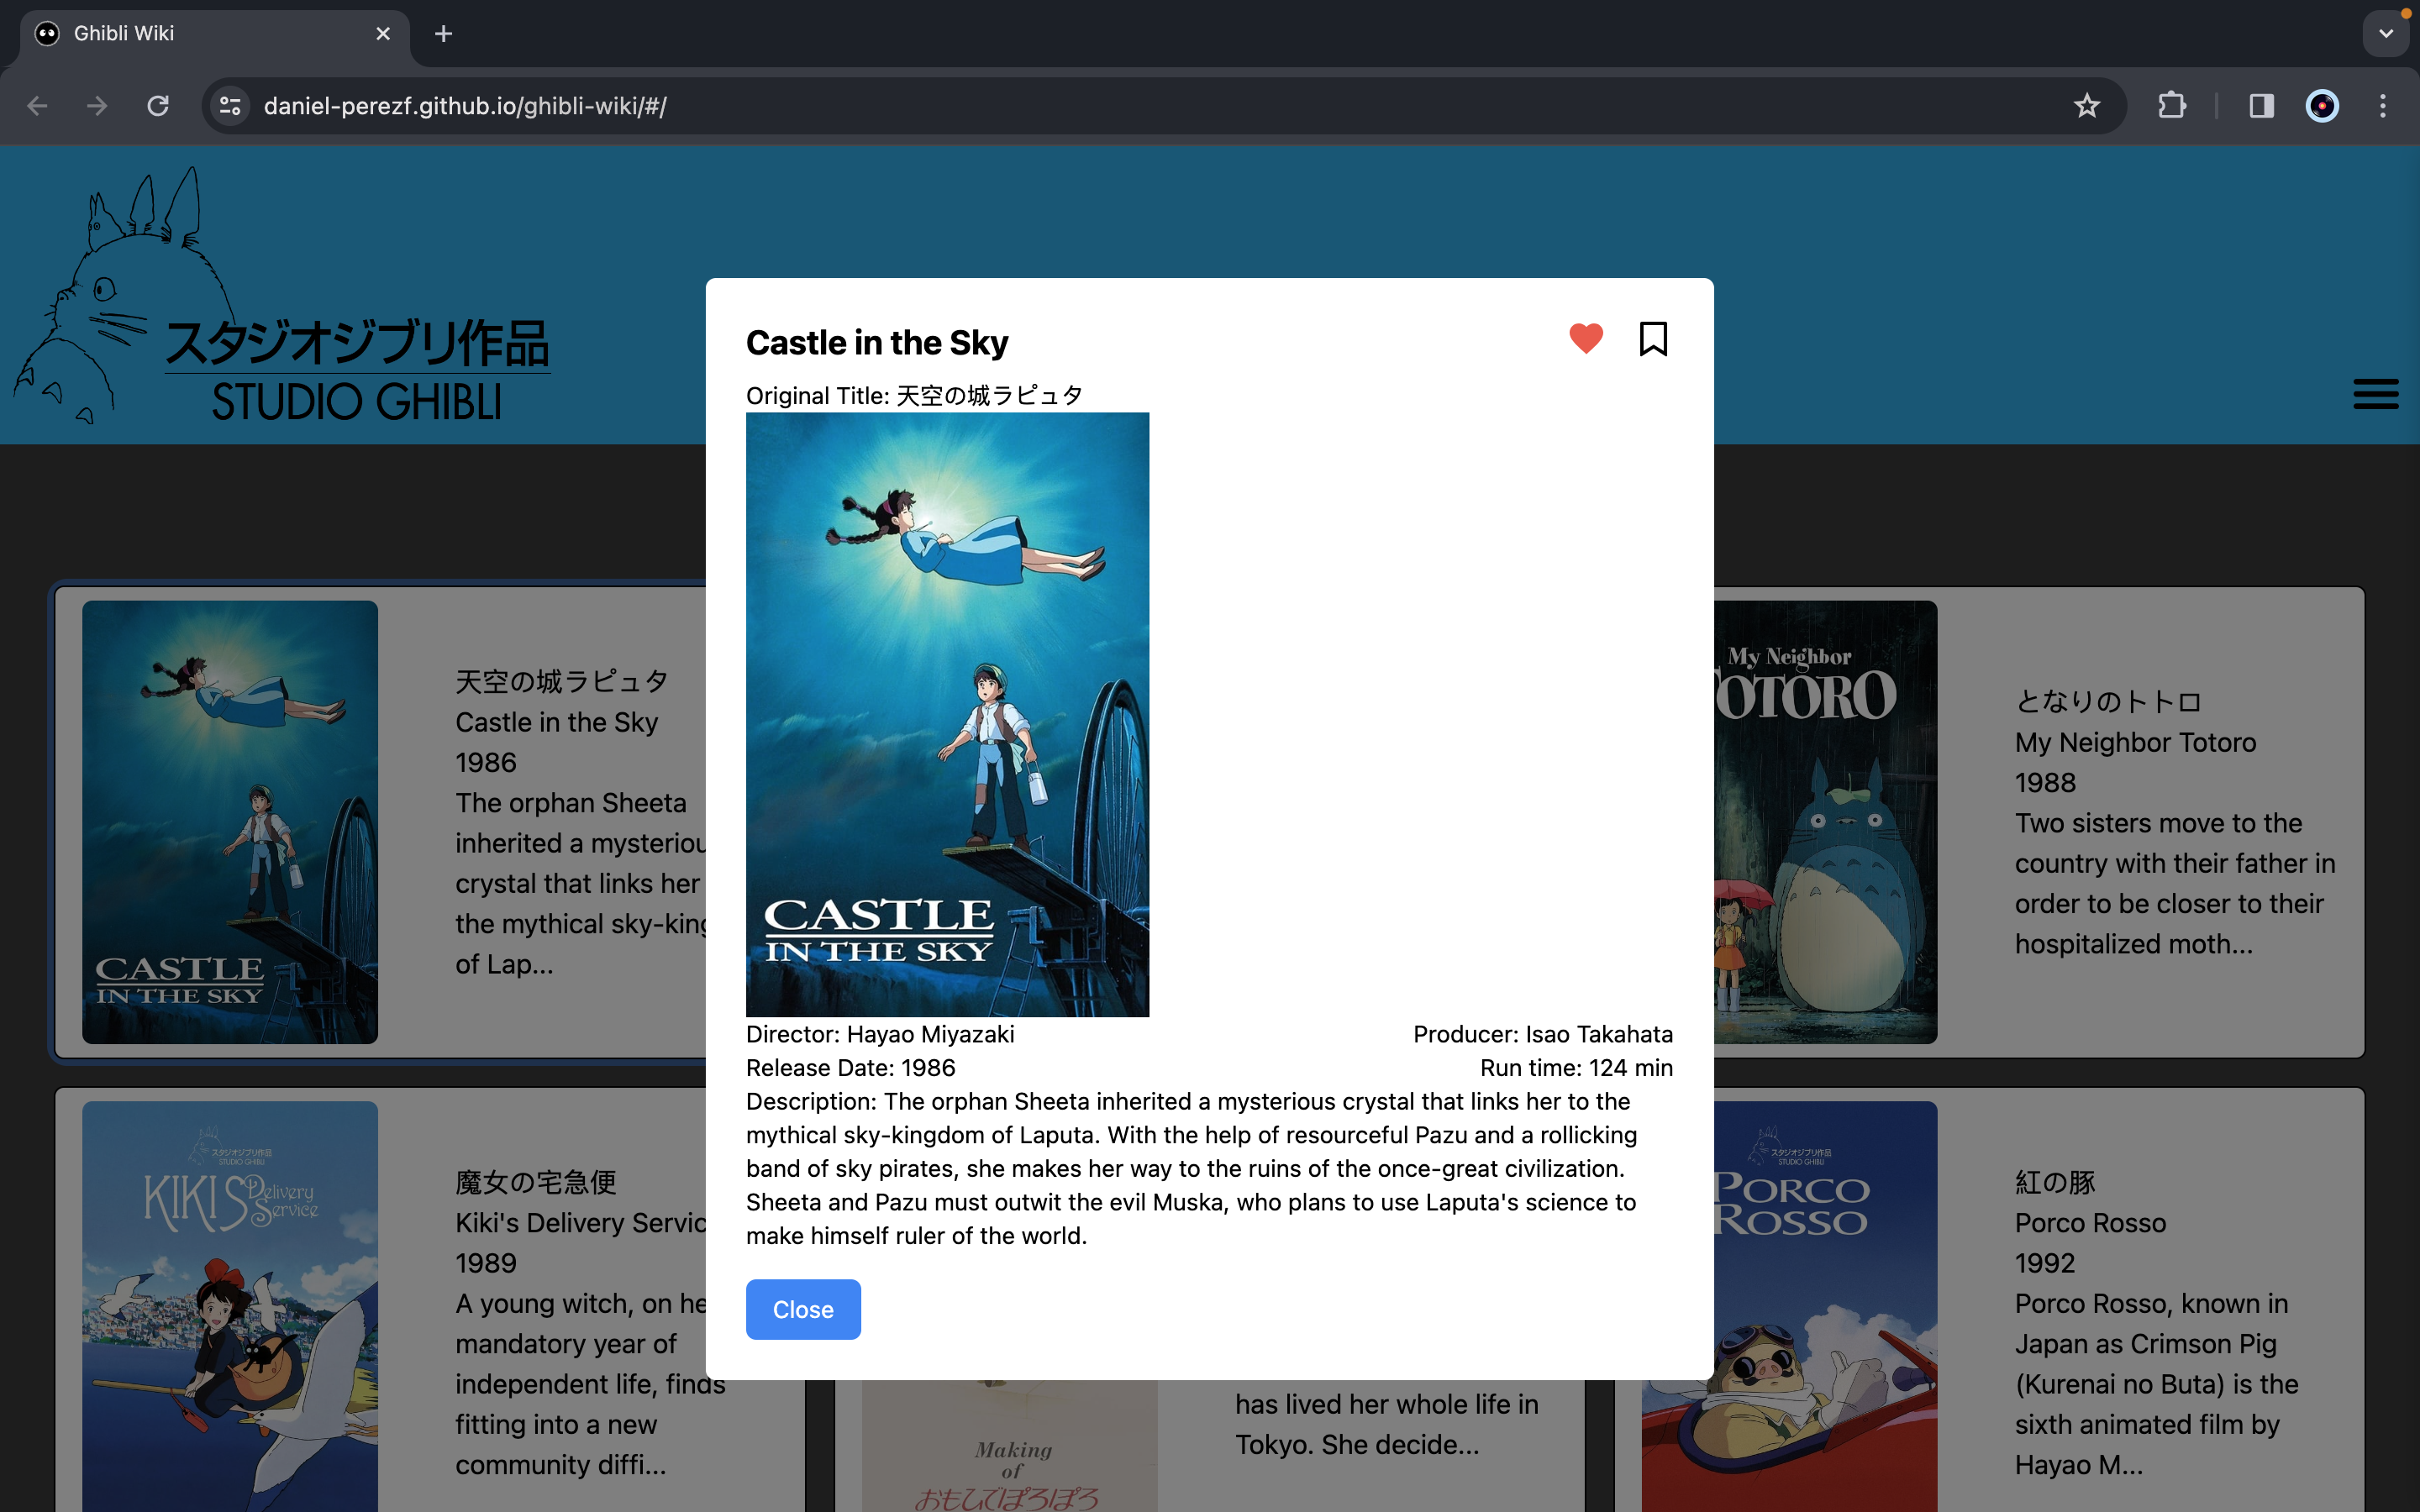 Ghibli Wiki
daniel-perezf.github.io/ghibli-wiki/#/
スタジオジブリ作品
STUDIO GHIBLI
Castle in the Sky
Original Title: 天空の城ラピュタ
CASTLE
IN THE SKY
Director: Hayao Miyazaki
Producer: Isao Takahata
Release Date: 1986
Run time: 124 min
Description: The orphan Sheeta inherited a mysterious crystal that links her to the
mythical sky-kingdom of Laputa. With the help of resourceful Pazu and a rollicking
band of sky pirates, she makes her way to the ruins of the once-great civilization.
Sheeta and Pazu must outwit the evil Muska, who plans to use Laputa's science to
make himself ruler of the world.
Close
CASTLE
IN THE SKY
天空の城ラピュタ
Castle in the Sky
1986
The orphan Sheeta
inherited a mysteriou
crystal that links her
the mythical sky-king
of Lap...
My Neighbor
OTORO
となりのトトロ
My Neighbor Totoro
1988
Two sisters move to the
country with their father in
order to be closer to their
hospitalized moth...
スタジオジブリ作品
STUDIO GHIBLI
KIKI'S Delivery
Service
魔女の宅急便
Kiki's Delivery Servic
1989
A young witch, on he
mandatory year of
independent life, finds
fitting into a new
community diffi...
Making
of
おもひでぽろぽろ
has lived her whole life in
Tokyo. She decide...
スタジオジブリ作品
STUDIO GHIBLI
PORCO
ROSSO
紅の豚
Porco Rosso
1992
Porco Rosso, known in
Japan as Crimson Pig
(Kurenai no Buta) is the
sixth animated film by
Hayao M...